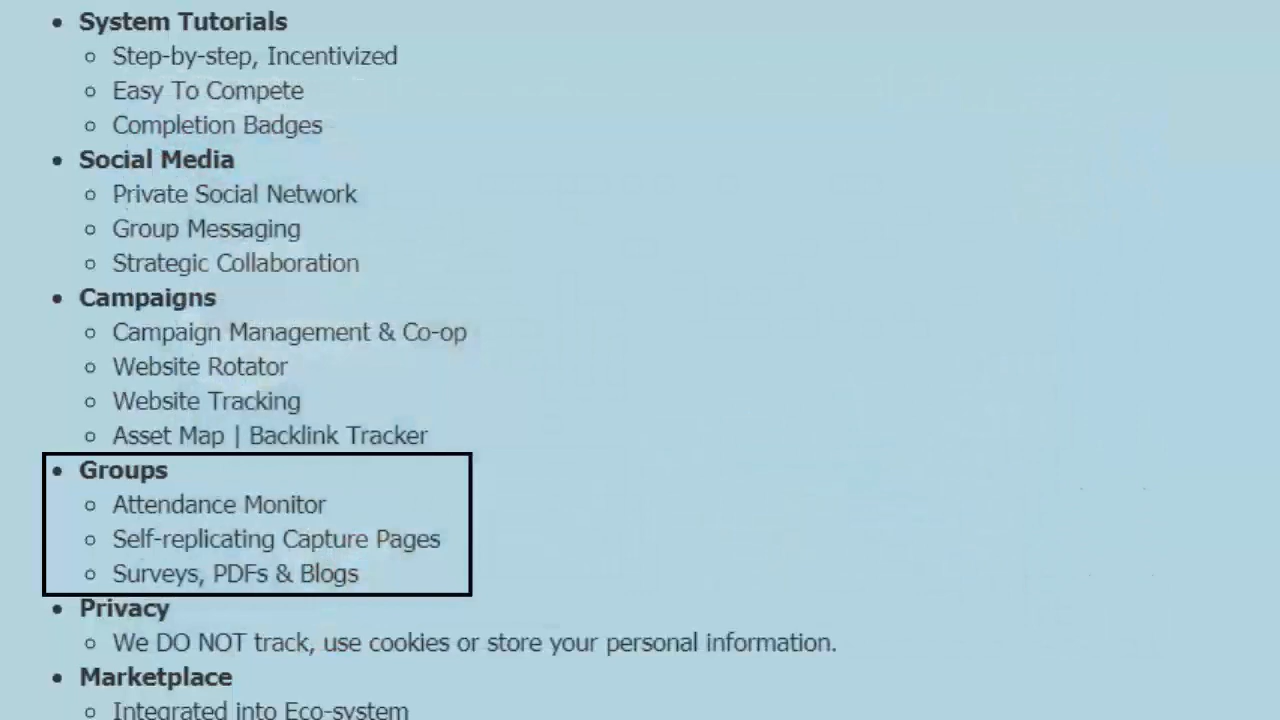 System Tutorials
Step-by-step, Incentivized
Easy To Compete
Completion Badges
Social Media
Private Social Network
Group Messaging
Strategic Collaboration
Campaigns
Campaign Management & Co-op
Website Rotator
Website Tracking
Asset Map | Backlink Tracker
Groups
Attendance Monitor
Self-replicating Capture Pages
Surveys, PDFs & Blogs
Privacy
We DO NOT track, use cookies or store your personal information.
Marketplace
Integrated into Eco-system